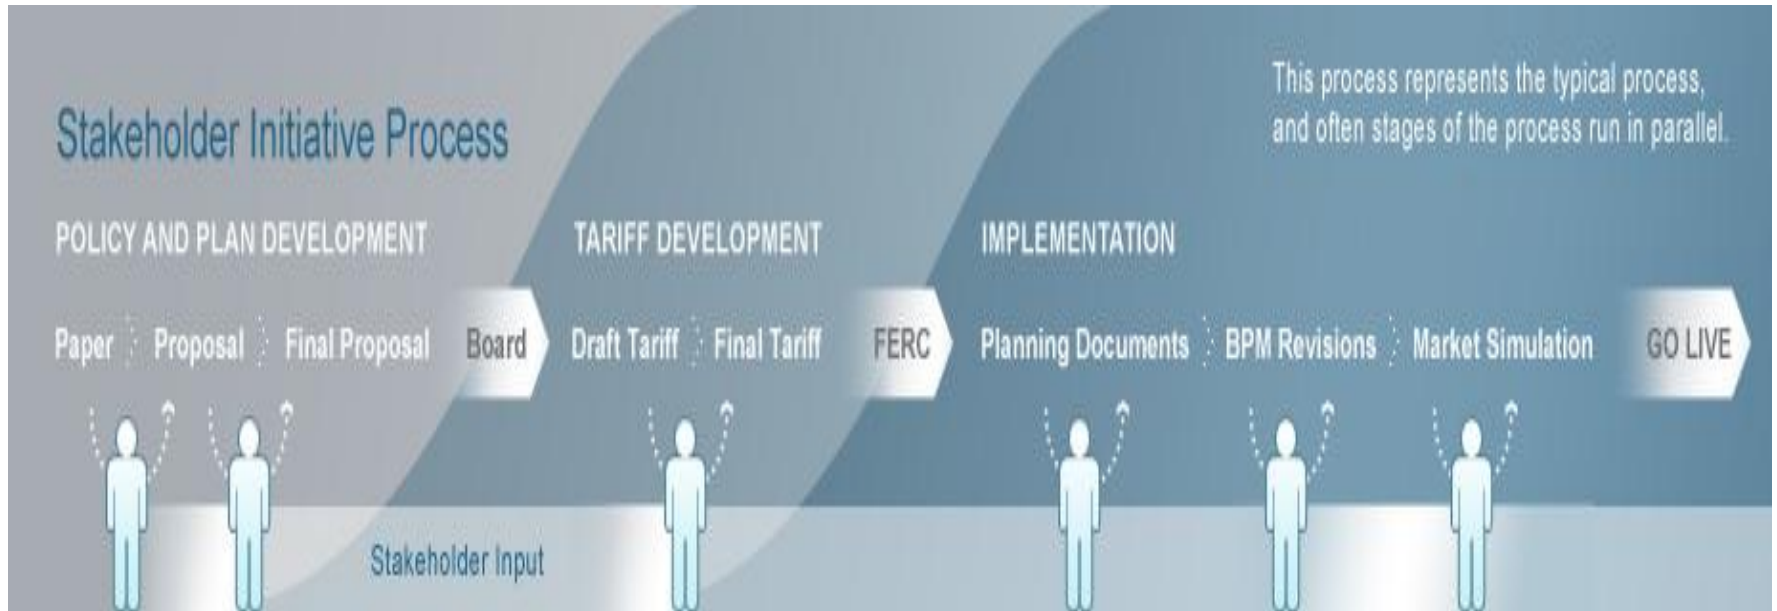 This process represents the typical process,
and often stages of the process run in parallel.
Stakeholder Initiative Process
POLICY AND PLAN DEVELOPMENT
TARIFF DEVELOPMENT
IMPLEMENTATION
Paper
Proposal
Final Proposal
Board
Draft Tariff
Final Tariff
FERC
Planning Documents
BPM Revisions
Market Simulation
GO LIVE
Stakeholder Input